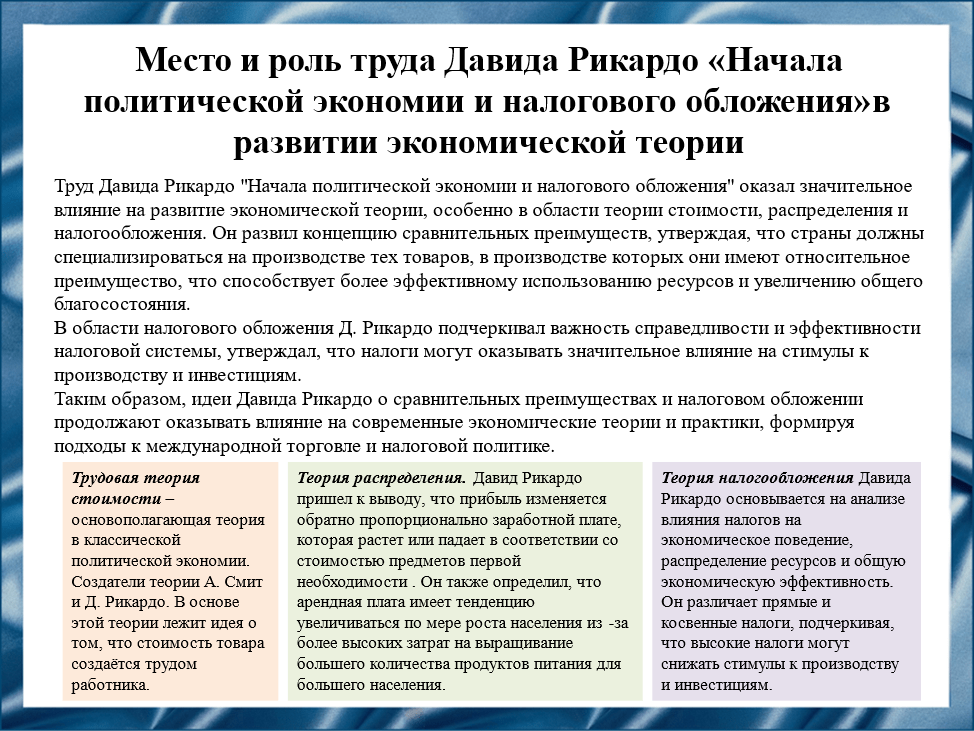 Место и роль труда Давида Рикардо «Начала
политической экономии и налогового обложения»в
развитии экономической теории
Труд Давида Рикардо "Начала политической экономии и налогового обложения" оказал значительное
влияние на развитие экономической теории, особенно в области теории стоимости, распределения и
налогообложения. Он развил концепцию сравнительных преимуществ, утверждая, что страны должны
специализироваться на производстве тех товаров, в производстве которых они имеют относительное
преимущество, что способствует более эффективному использованию ресурсов и увеличению общего
благосостояния.
В области налогового обложения Д. Рикардо подчеркивал важность справедливости и эффективности
налоговой системы, утверждал, что налоги могут оказывать значительное влияние на стимулы к
производству и инвестициям.
Таким образом, идеи Давида Рикардо о сравнительных преимуществах и налоговом обложении
продолжают оказывать влияние на современные экономические теории и практики, формируя
подходы к международной торговле и налоговой политике.
Трудовая теория
стоимости –
основополагающая теория
в классической
политической экономии.
Создатели теории А. Смит
и Д. Рикардо. В основе
этой теории лежит идея о
том, что стоимость товара
создаётся трудом
работника.
Теория распределения. Давид Рикардо
пришел к выводу, что прибыль изменяется
обратно пропорционально заработной плате,
которая растет или падает в соответствии со
стоимостью предметов первой
необходимости . Он также определил, что
арендная плата имеет тенденцию
увеличиваться по мере роста населения из -за
более высоких затрат на выращивание
большего количества продуктов питания для
большего населения.
Теория налогообложения Давида
Рикардо основывается на анализе
влияния налогов на
экономическое поведение,
распределение ресурсов и общую
экономическую эффективность.
Он различает прямые и
косвенные налоги, подчеркивая,
что высокие налоги могут
снижать стимулы к производству
и инвестициям.